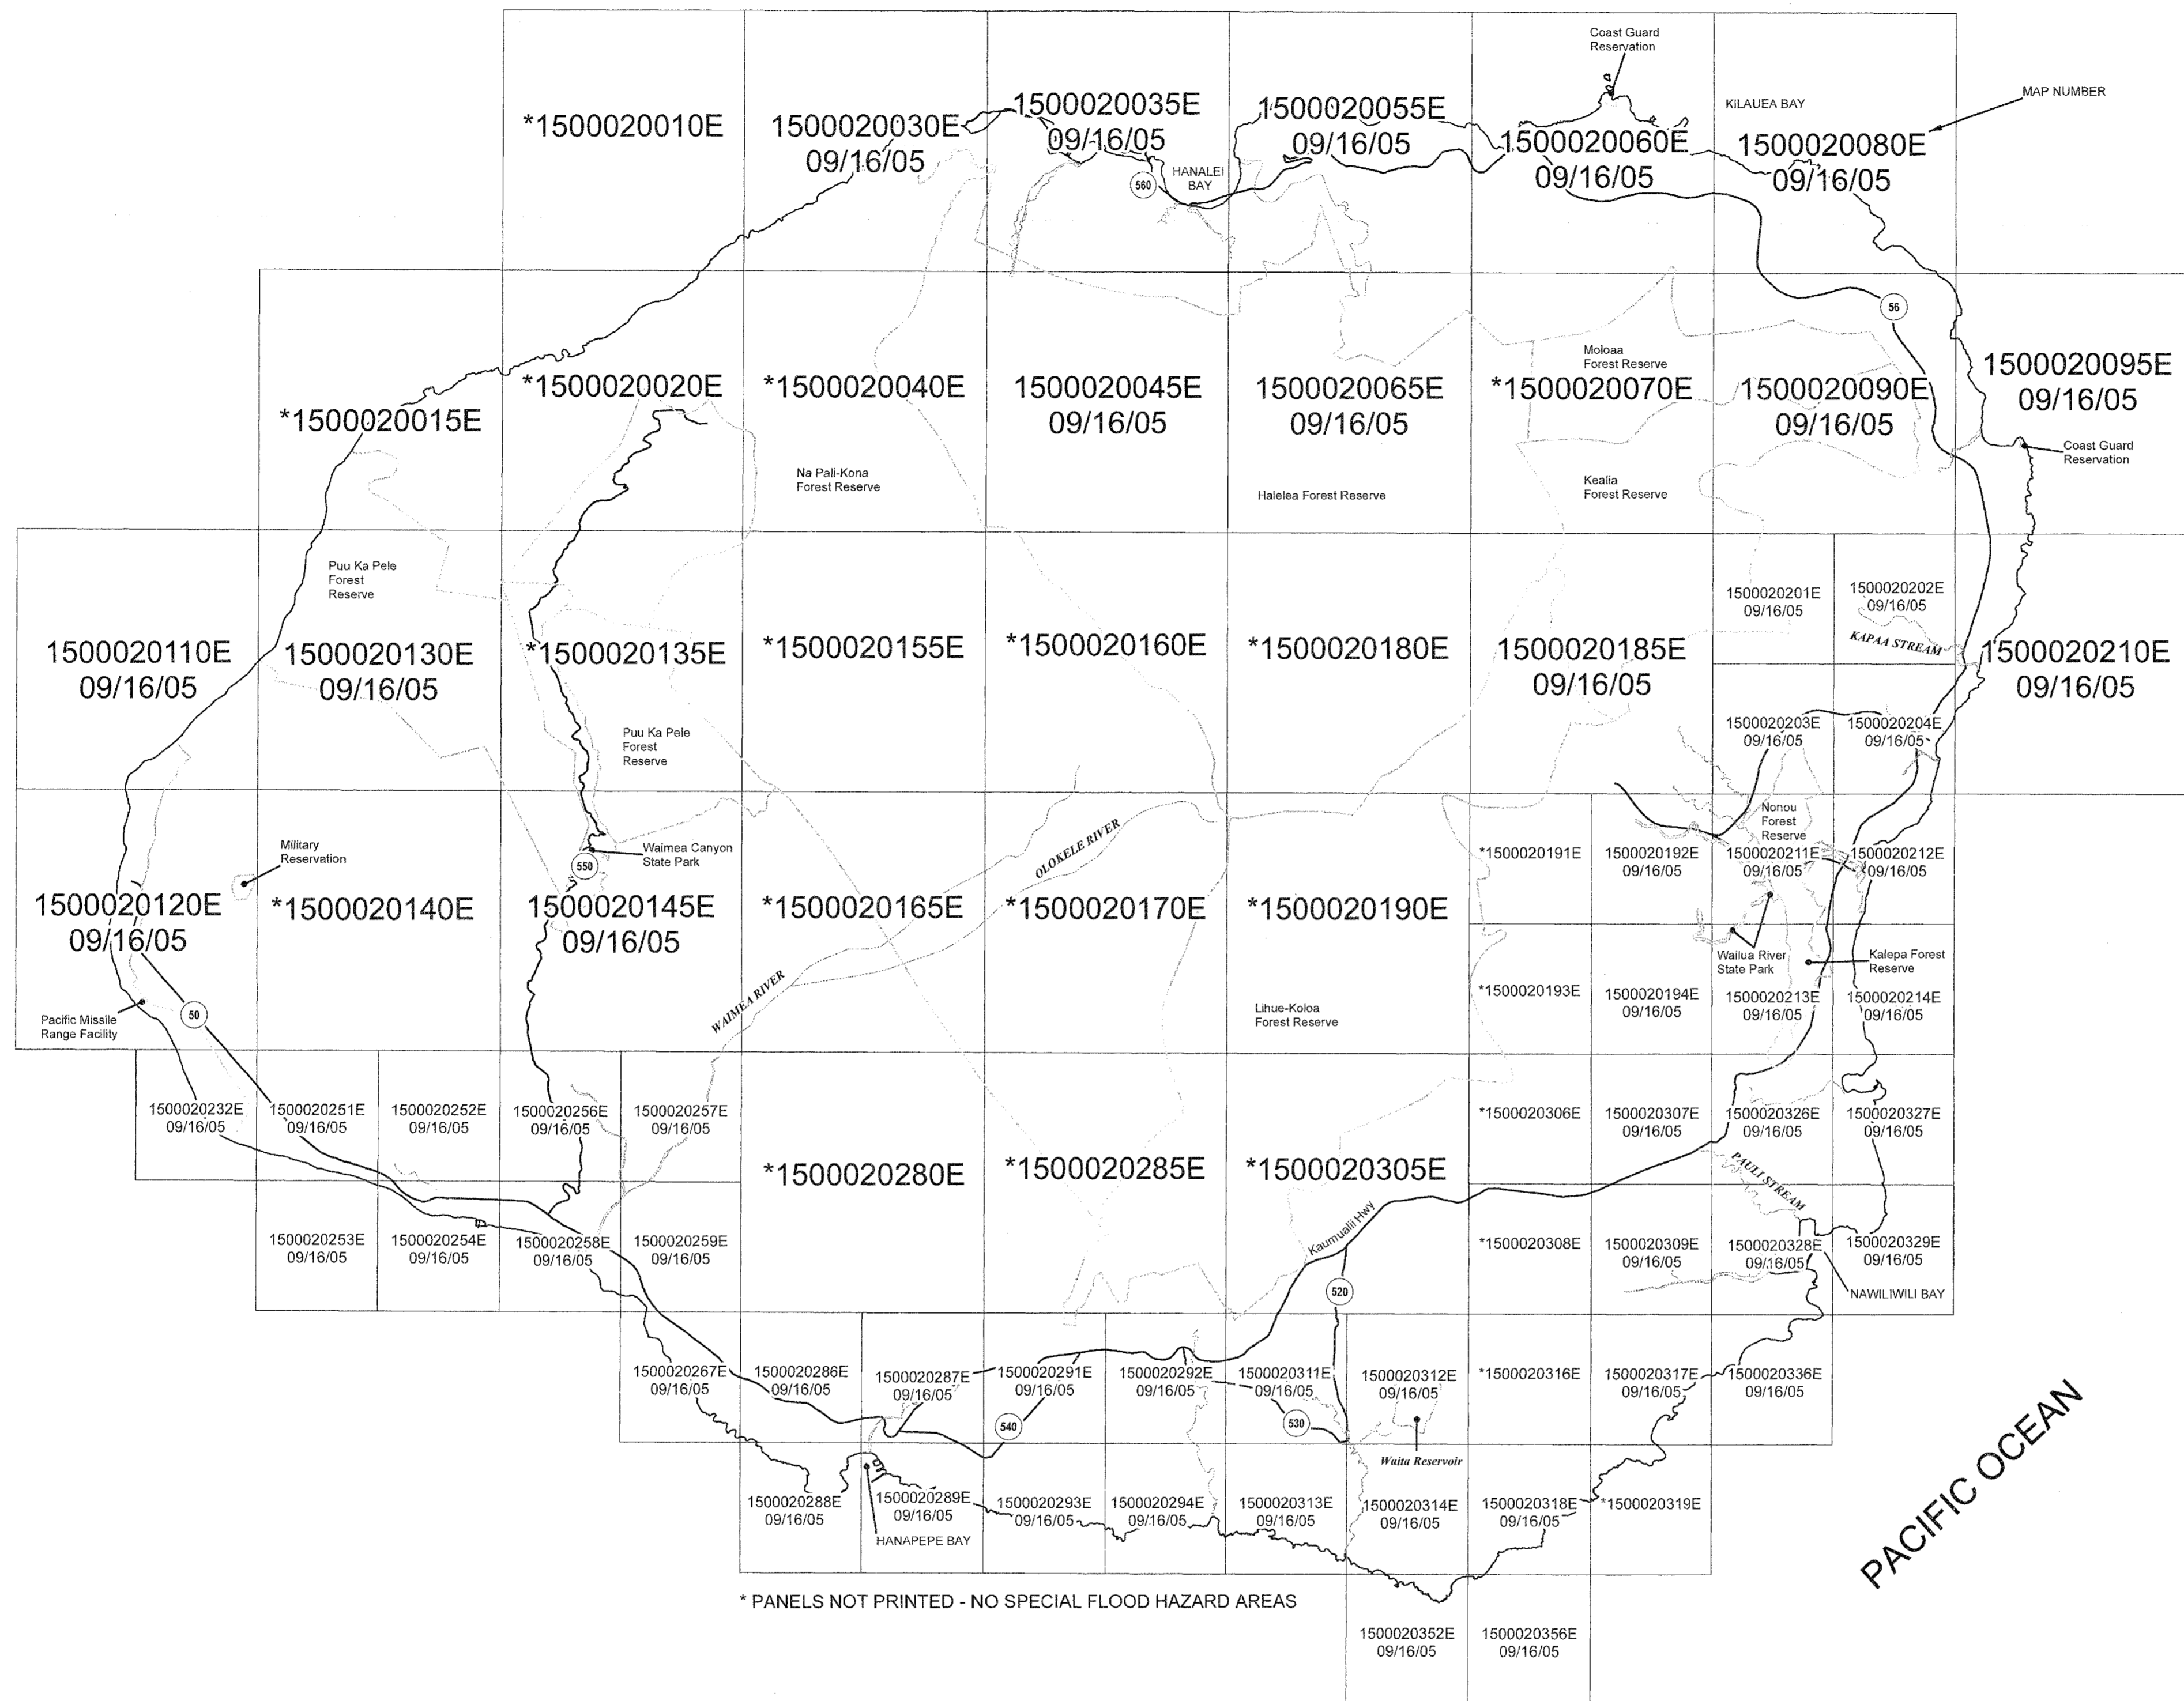 Coast Guard
Reservation
KILAUEA BAY
MAP NUMBER
*1500020010E
1500020030E
09/16/05
1500020035E
09/16/05
1500020055E
09/16/05
1500020060E
09/16/05
1500020080E
09/16/05
560
HANALEI
BAY
56
*1500020015E
*1500020020E
*1500020040E
1500020045E
09/16/05
1500020065E
09/16/05
Moloaa
Forest Reserve
*1500020070E
1500020090E
09/16/05
1500020095E
09/16/05
Coast Guard
Reservation
Na Pali-Kona
Forest Reserve
Halelea Forest Reserve
Kealia
Forest Reserve
Puu Ka Pele
Forest
Reserve
1500020110E
09/16/05
1500020130E
09/16/05
*1500020135E
*1500020155E
*1500020160E
*1500020180E
1500020185E
09/16/05
1500020201E
09/16/05
1500020202E
09/16/05
KAPAA STREAM
1500020210E
09/16/05
Puu Ka Pele
Forest
Reserve
1500020203E
09/16/05
1500020204E
09/16/05
Military
Reservation
Waimea Canyon
State Park
550
OLOKELE RIVER
Nonou
Forest
Reserve
1500020120E
09/16/05
*1500020140E
1500020145E
09/16/05
*1500020165E
*1500020170E
*1500020190E
*1500020191E
1500020192E
09/16/05
1500020211E
09/16/05
1500020212E
09/16/05
Wailua River
State Park
Kalepa Forest
Reserve
WAIMEA RIVER
Lihue-Koloa
Forest Reserve
*1500020193E
1500020194E
09/16/05
1500020213E
09/16/05
1500020214E
09/16/05
Pacific Missile
Range Facility
50
1500020232E
09/16/05
1500020251E
09/16/05
1500020252E
09/16/05
1500020256E
09/16/05
1500020257E
09/16/05
*1500020280E
*1500020285E
*1500020305E
*1500020306E
1500020307E
09/16/05
1500020326E
09/16/05
1500020327E
09/16/05
PAULI STREAM
Kaumualii Hwy
1500020253E
09/16/05
1500020254E
09/16/05
1500020258E
09/16/05
1500020259E
09/16/05
520
*1500020308E
1500020309E
09/16/05
1500020328E
09/16/05
1500020329E
09/16/05
NAWILIWILI BAY
1500020267E
09/16/05
1500020286E
09/16/05
1500020287E
09/16/05
1500020291E
09/16/05
1500020292E
09/16/05
1500020311E
09/16/05
1500020312E
09/16/05
*1500020316E
1500020317E
09/16/05
1500020336E
09/16/05
540
530
Waita Reservoir
1500020288E
09/16/05
1500020289E
09/16/05
1500020293E
09/16/05
1500020294E
09/16/05
1500020313E
09/16/05
1500020314E
09/16/05
1500020318E
09/16/05
*1500020319E
HANAPEPE BAY
PACIFIC OCEAN
* PANELS NOT PRINTED - NO SPECIAL FLOOD HAZARD AREAS
1500020352E
09/16/05
1500020356E
09/16/05